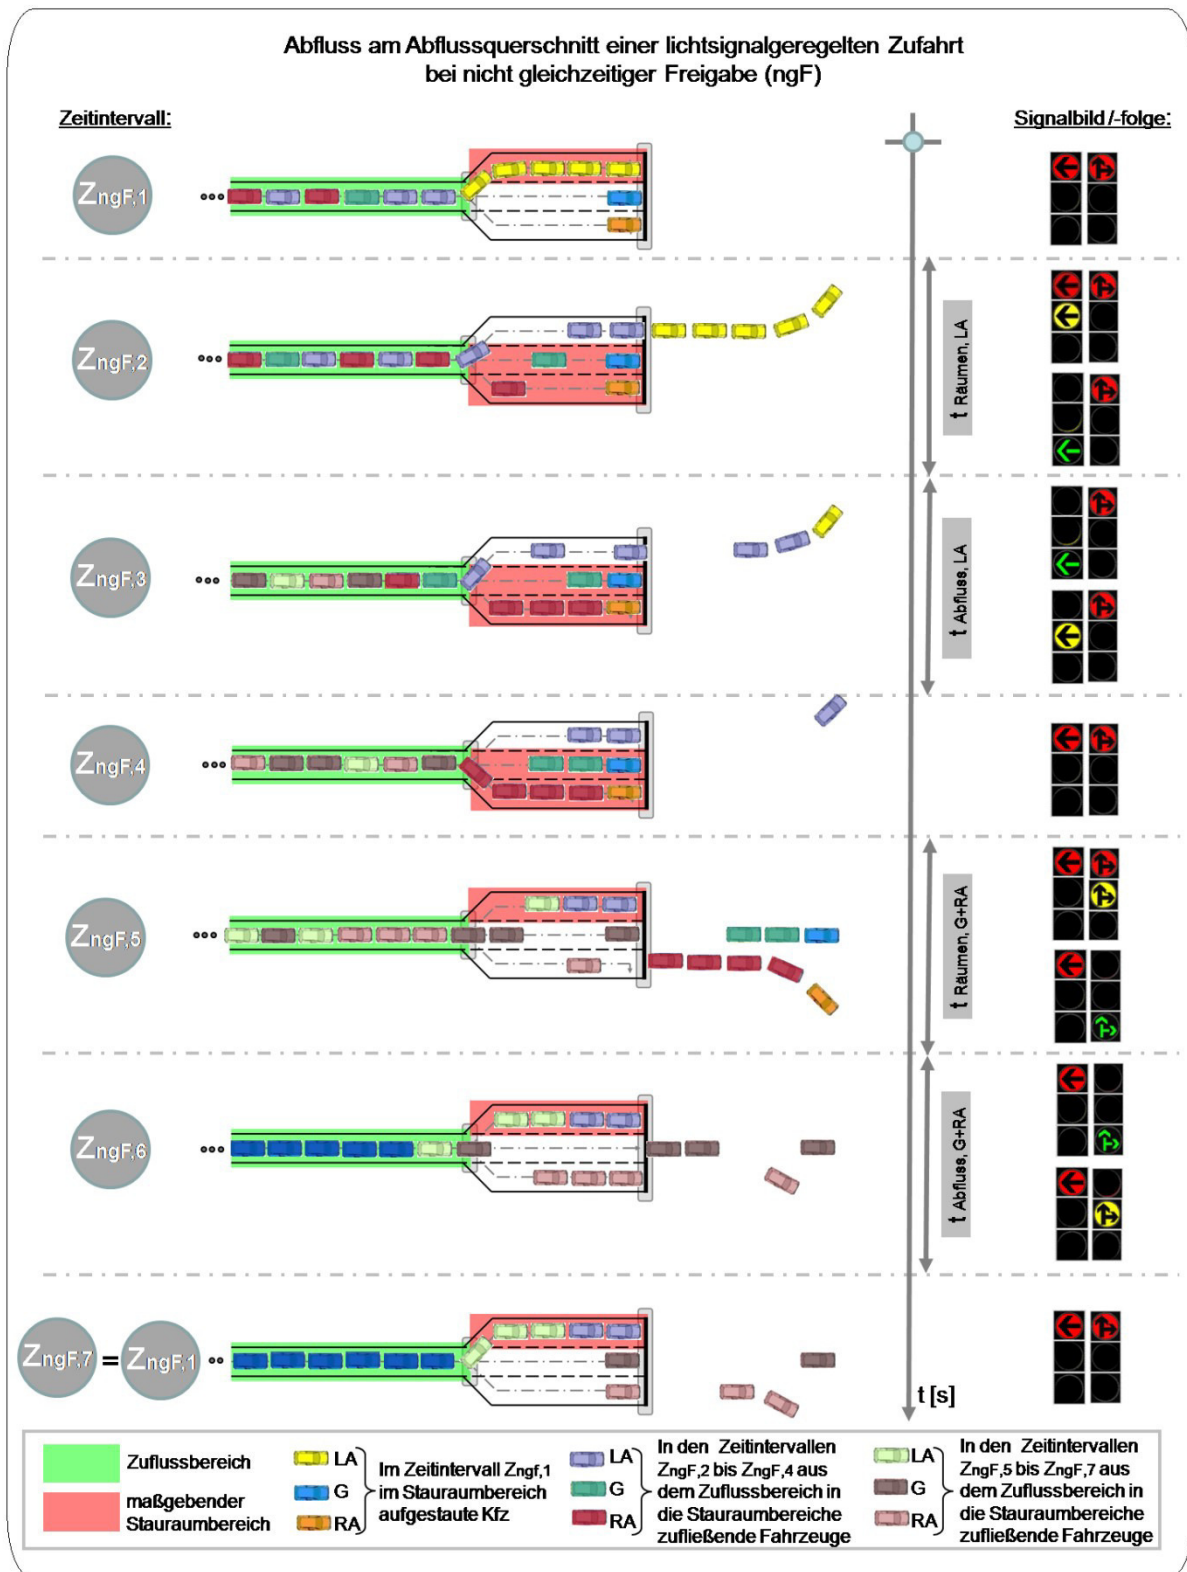 Abfluss am Abflussquerschnitt einer lichtsignalgeregelten Zufahrt
bei nicht gleichzeitiger Freigabe (ngF)
Zeitintervall:
Signalbild /-folge:
ZngF,1
ZngF,2
t Räumen, LA
ZngF,3
t Abfluss, LA
ZngF,4
ZngF,5
t Räumen, G+RA
ZngF,6
t Abfluss, G+RA
ZngF,7 = ZngF,1
t [s]
Zuflussbereich
maßgebender
Stauraumbereich
LA
G
RA
Im Zeitintervall Zngf,1
im Stauraumbereich
aufgestaute Kfz
LA
G
RA
In den Zeitintervallen
ZngF,2 bis ZngF,4 aus
dem Zuflussbereich in
die Stauraumbereiche
zufließende Fahrzeuge
LA
G
RA
In den Zeitintervallen
ZngF,5 bis ZngF,7 aus
dem Zuflussbereich in
die Stauraumbereiche
zufließende Fahrzeuge